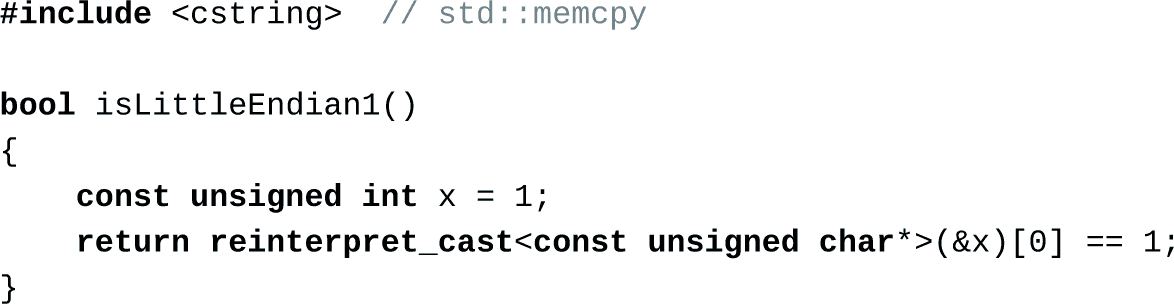 #include <cstring>  // std::memcpy
bool isLittleEndian1()
{
    const unsigned int x = 1;
    return reinterpret_cast<const unsigned char*>(&x)[0] == 1;
}